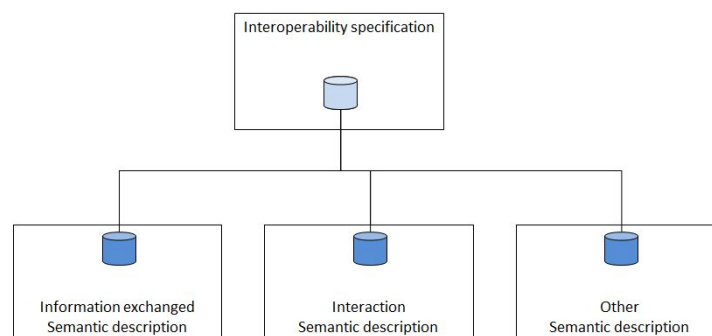 Interoperability specification
Information exchanged
Semantic description
Interaction
Semantic description
Other
Semantic description